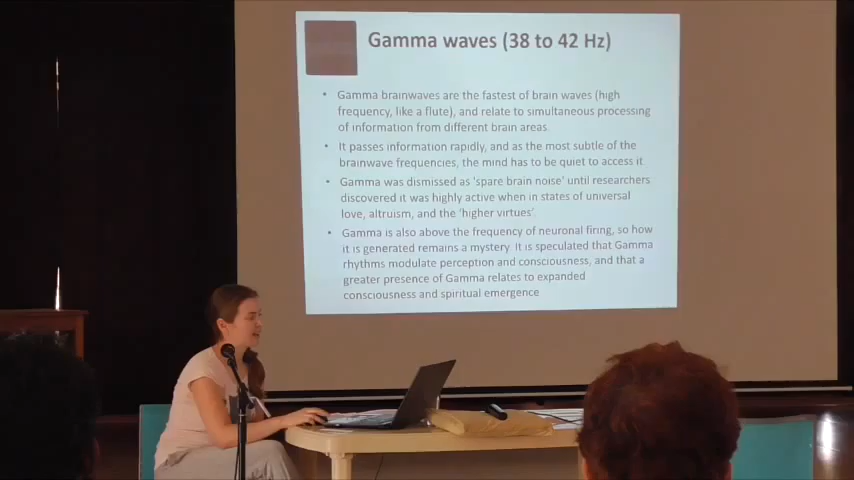 Gamma waves (38 to 42 Hz)
• Gamma brainwaves are the fastest of brain waves (high
frequency, like a flute), and relate to simultaneous processing
of information from different brain areas.
• It passes information rapidly, and as the most subtle of the
brainwave frequencies, the mind has to be quiet to access it
• Gamma was dismissed as 'spare brain noise' until researchers
discovered it was highly active when in states of universal
love, altruism, and the 'higher virtues'.
• Gamma is also above the frequency of neuronal firing, so how
it is generated remains a mystery. It is speculated that Gamma
rhythms modulate perception and consciousness, and that a
greater presence of Gamma relates to expanded
consciousness and spiritual emergence